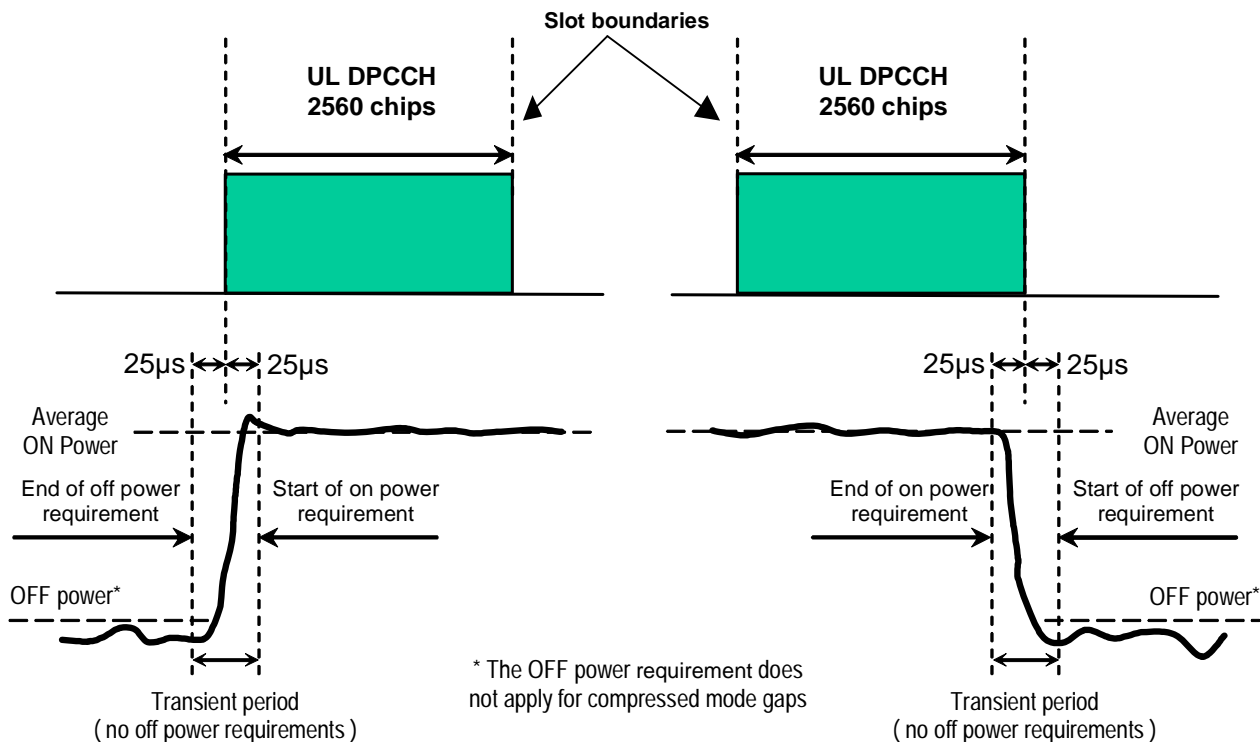 Slot boundaries
UL DPCCH
2560 chips
UL DPCCH
2560 chips
25µs
25µs
25µs
25µs
Average
ON Power
Average
ON Power
End of off power
requirement
Start of on power
requirement
End of on power
requirement
Start of off power
requirement
OFF power*
OFF power*
* The OFF power requirement does
not apply for compressed mode gaps
Transient period
( no off power requirements )
Transient period
( no off power requirements )